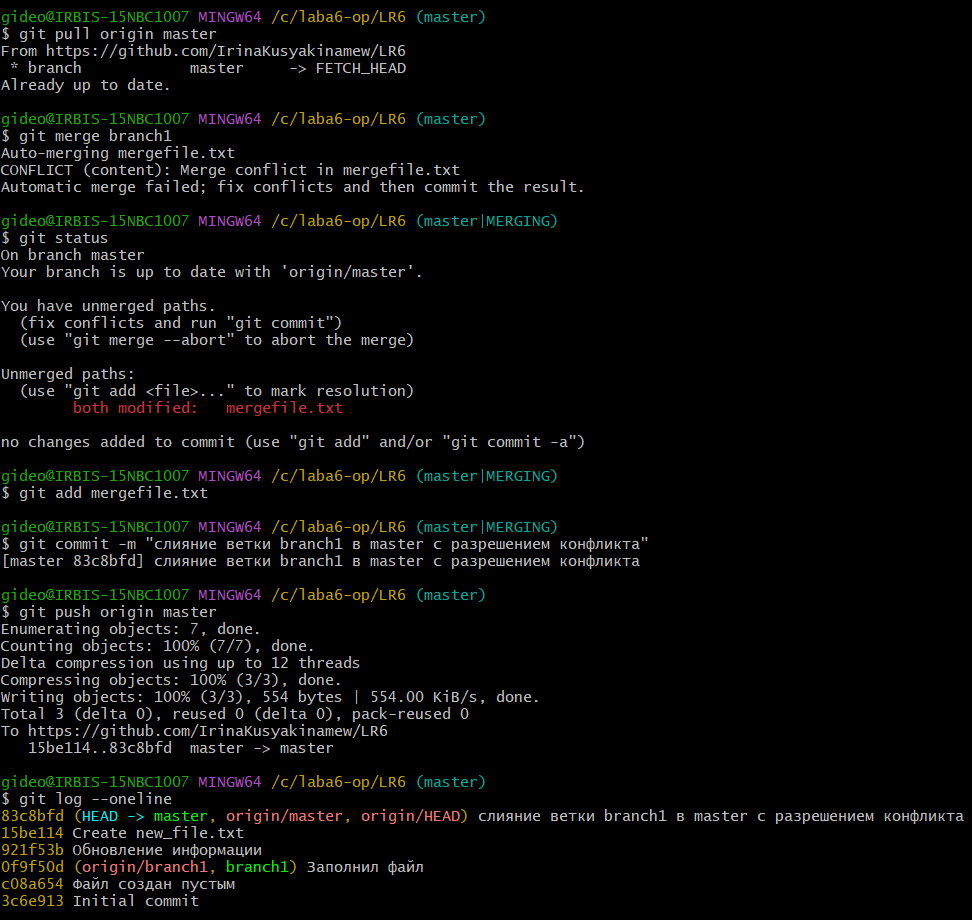 gideo@IRBIS-15NBC1007 MINGW64 /c/laba6-op/LR6 (master)
$ git pull origin master
From https://github.com/IrinaKusyakinamew/LR6
 * branch            master     -> FETCH_HEAD
Already up to date.

gideo@IRBIS-15NBC1007 MINGW64 /c/laba6-op/LR6 (master)
$ git merge branch1
Auto-merging mergefile.txt
CONFLICT (content): Merge conflict in mergefile.txt
Automatic merge failed; fix conflicts and then commit the result.

gideo@IRBIS-15NBC1007 MINGW64 /c/laba6-op/LR6 (master|MERGING)
$ git status
On branch master
Your branch is up to date with 'origin/master'.

You have unmerged paths.
  (fix conflicts and run "git commit")
  (use "git merge --abort" to abort the merge)

Unmerged paths:
  (use "git add <file>..." to mark resolution)
        both modified:   mergefile.txt

no changes added to commit (use "git add" and/or "git commit -a")

gideo@IRBIS-15NBC1007 MINGW64 /c/laba6-op/LR6 (master|MERGING)
$ git add mergefile.txt

gideo@IRBIS-15NBC1007 MINGW64 /c/laba6-op/LR6 (master|MERGING)
$ git commit -m "слияние ветки branch1 в master с разрешением конфликта"
[master 83c8bfd] слияние ветки branch1 в master с разрешением конфликта

gideo@IRBIS-15NBC1007 MINGW64 /c/laba6-op/LR6 (master)
$ git push origin master
Enumerating objects: 7, done.
Counting objects: 100% (7/7), done.
Delta compression using up to 12 threads
Compressing objects: 100% (3/3), done.
Writing objects: 100% (3/3), 554 bytes | 554.00 KiB/s, done.
Total 3 (delta 0), reused 0 (delta 0), pack-reused 0
To https://github.com/IrinaKusyakinamew/LR6
   15be114..83c8bfd  master -> master

gideo@IRBIS-15NBC1007 MINGW64 /c/laba6-op/LR6 (master)
$ git log --oneline
83c8bfd (HEAD -> master, origin/master, origin/HEAD) слияние ветки branch1 в master с разрешением конфликта
15be114 Create new_file.txt
921f53b Обновление информации
0f9f50d (origin/branch1, branch1) Заполнил файл
c08a654 Файл создан пустым
3c6e913 Initial commit